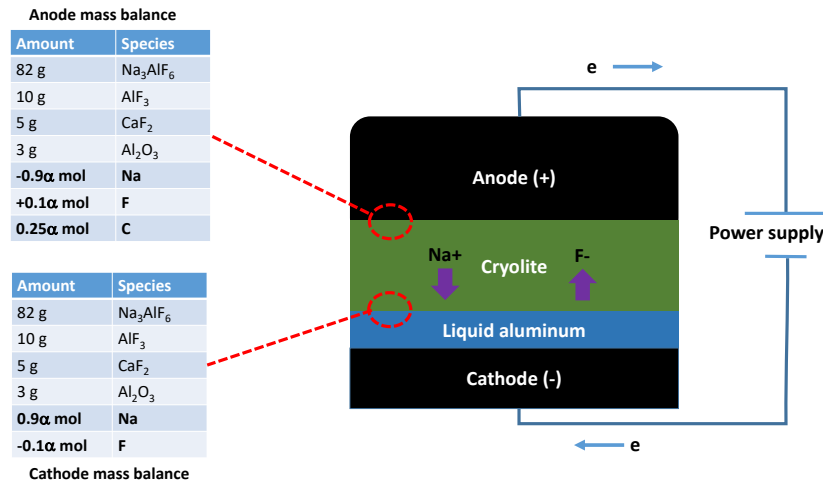 Anode mass balance
Amount Species
82 g Na₃AlF₆
10 g AlF₃
5 g CaF₂
3 g Al₂O₃
-0.9α mol Na
+0.1α mol F
0.25α mol C
e
Anode (+)
Power supply
Na+
F-
Cryolite
Liquid aluminum
Cathode (-)
e
Amount Species
82 g Na₃AlF₆
10 g AlF₃
5 g CaF₂
3 g Al₂O₃
0.9α mol Na
-0.1α mol F
Cathode mass balance